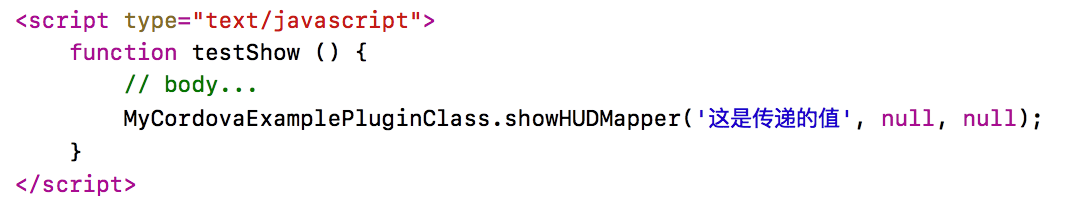 <script type="text/javascript">
    function testShow () {
        // body...
        MyCordovaExamplePluginClass.showHUDMapper('这是传递的值', null, null);
    }
</script>